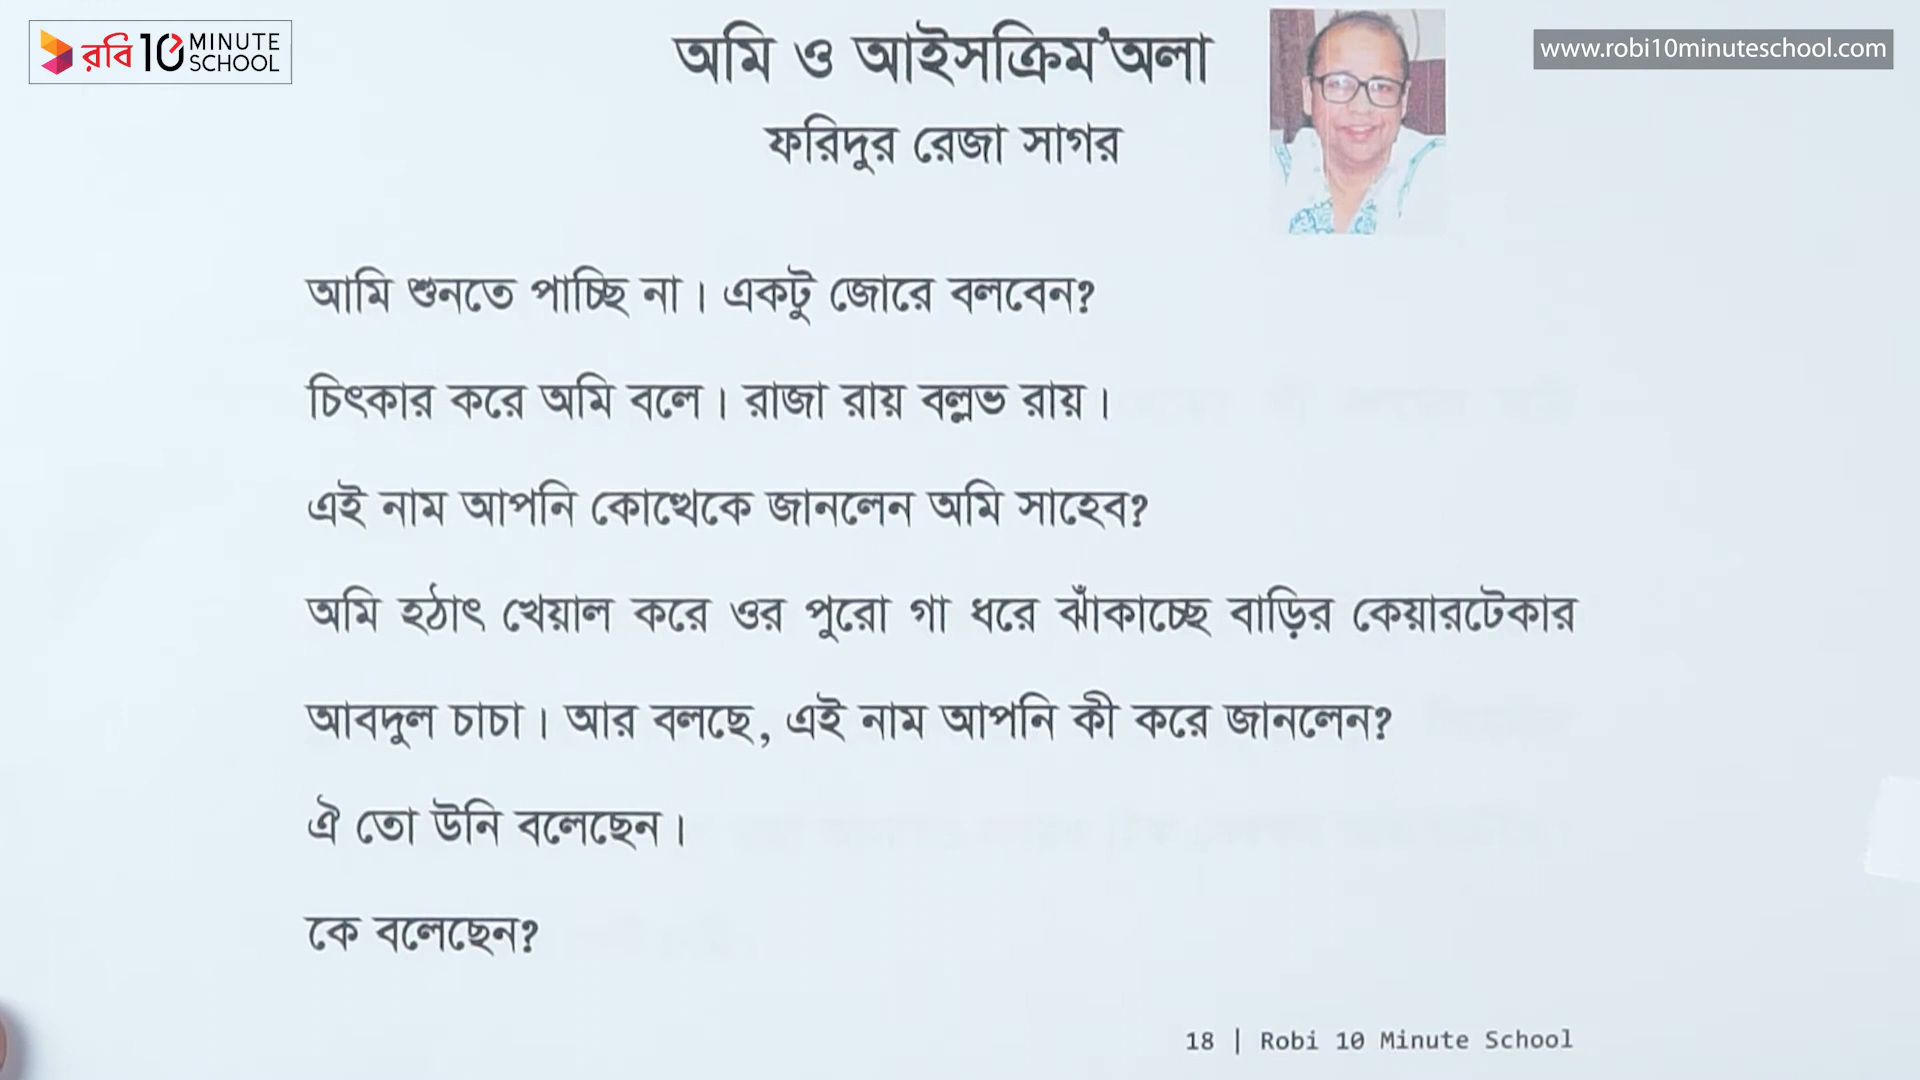 রবি 10 MINUTE SCHOOL
www.robi10minuteschool.com
অমি ও আইসক্রিম'অলা
ফরিদুর রেজা সাগর
আমি শুনতে পাচ্ছি না। একটু জোরে বলবেন?
চিৎকার করে অমি বলে। রাজা রায় বল্লভ রায়।
এই নাম আপনি কোত্থেকে জানলেন অমি সাহেব?
অমি হঠাৎ খেয়াল করে ওর পুরো গা ধরে ঝাঁকাচ্ছে বাড়ির কেয়ারটেকার
আবদুল চাচা। আর বলছে, এই নাম আপনি কী করে জানলেন?
ঐ তো উনি বলেছেন।
কে বলেছেন?
18 | Robi 10 Minute School